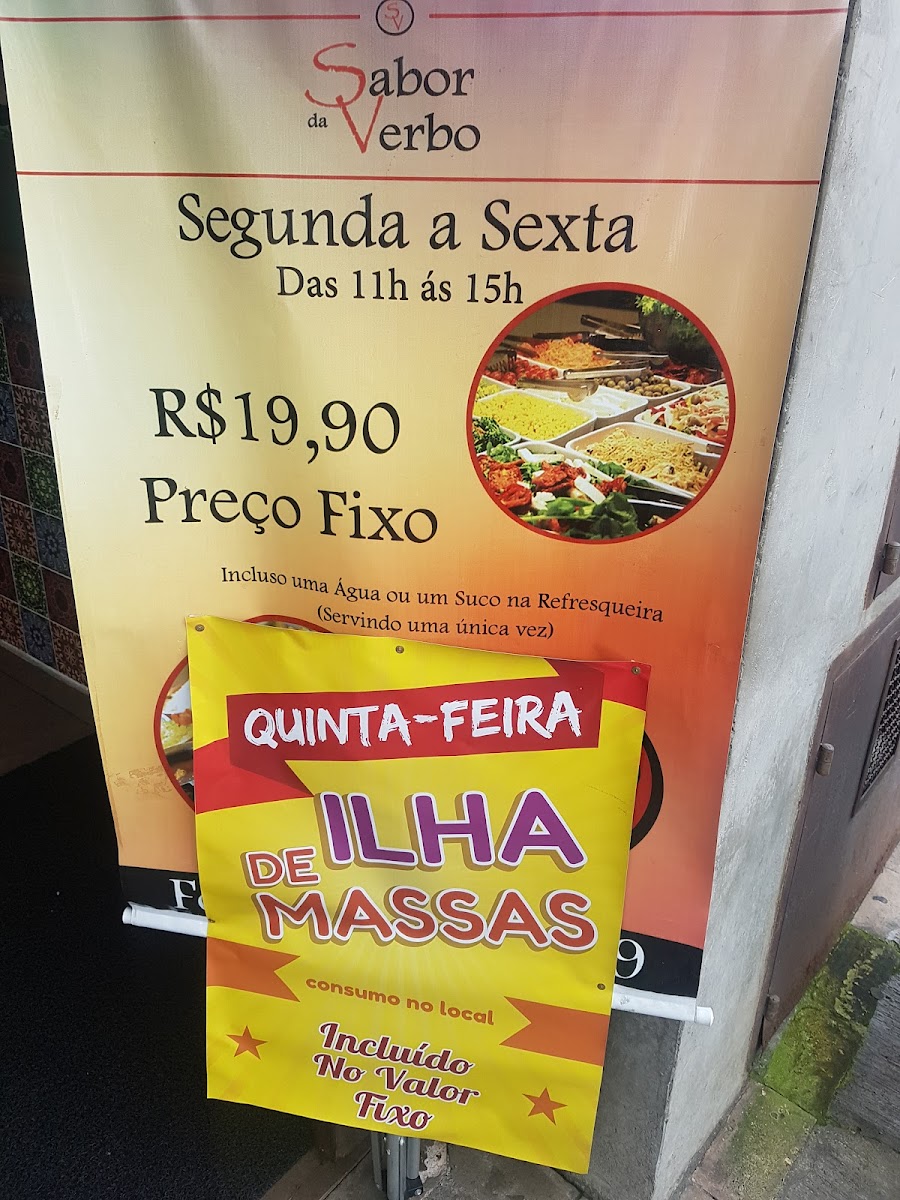 SV
Sabor
da Verbo
Segunda a Sexta
Das 11h ás 15h
R$19,90
Preço Fixo
Incluso uma Água ou um Suco na Refresqueira
(Servindo uma única vez)
9
QUINTA-FEIRA
ILHA
DE
MASSAS
consumo no local
Incluído
No Valor
Fixo